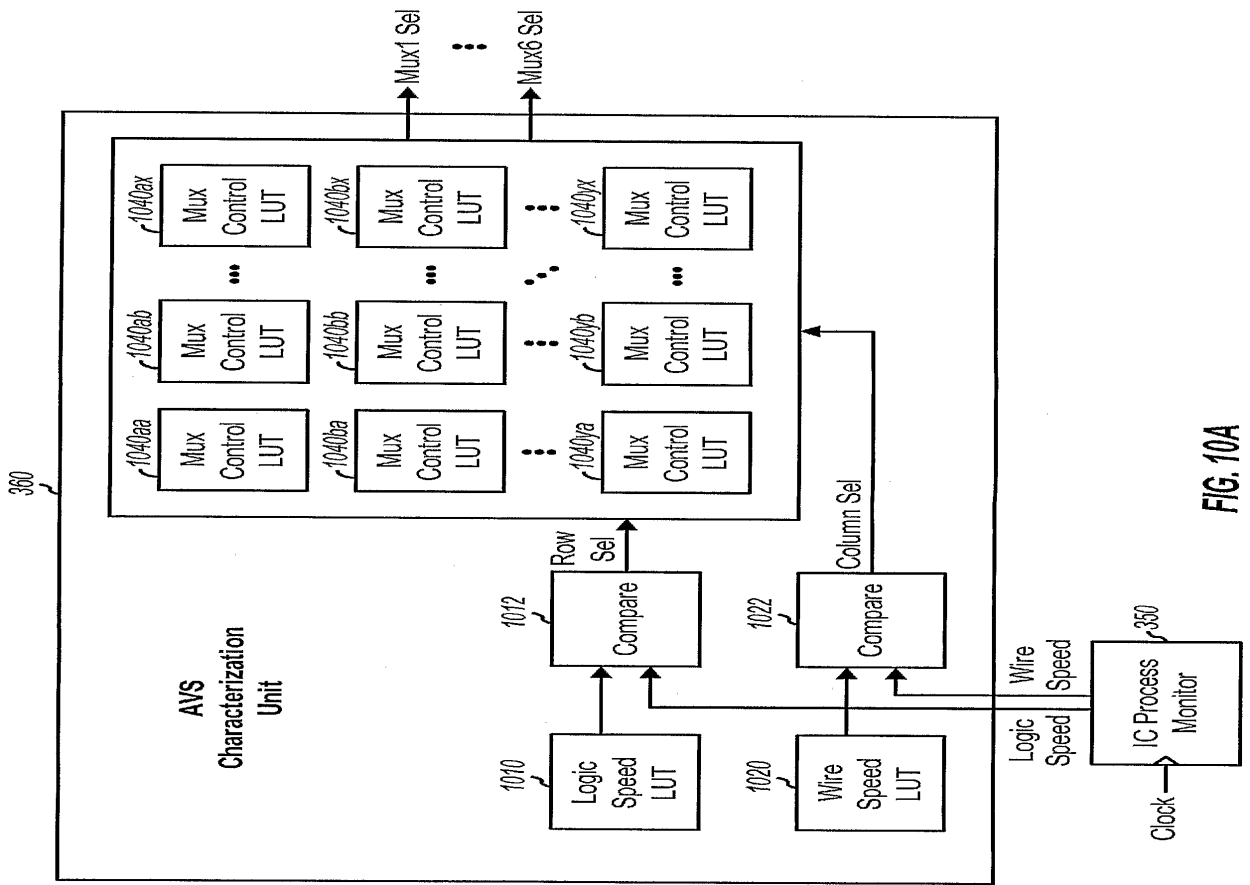 360
AVS
Characterization
Unit
1040aa
Mux
Control
LUT
1040ab
Mux
Control
LUT
1040ax
Mux
Control
LUT
1040ba
Mux
Control
LUT
1040bb
Mux
Control
LUT
1040bx
Mux
Control
LUT
1040ya
Mux
Control
LUT
1040yb
Mux
Control
LUT
1040yx
Mux
Control
LUT
Mux1 Sel
Mux6 Sel
1010
Logic
Speed
LUT
1012
Compare
Row
Sel
1020
Wire
Speed
LUT
1022
Compare
Column Sel
Logic
Speed
Wire
Speed
Clock
IC Process
Monitor
350
FIG. 10A